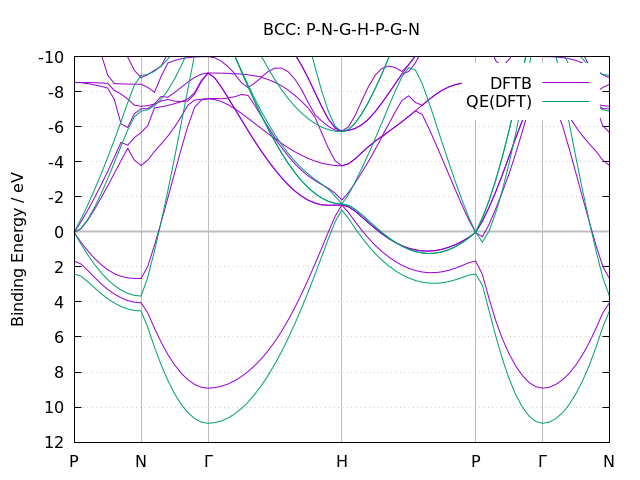 BCC: P-N-G-H-P-G-N
-10
-8
-6
-4
-2
0
2
4
6
8
10
12
Binding Energy / eV
DFTB
QE(DFT)
P N Γ H P Γ N